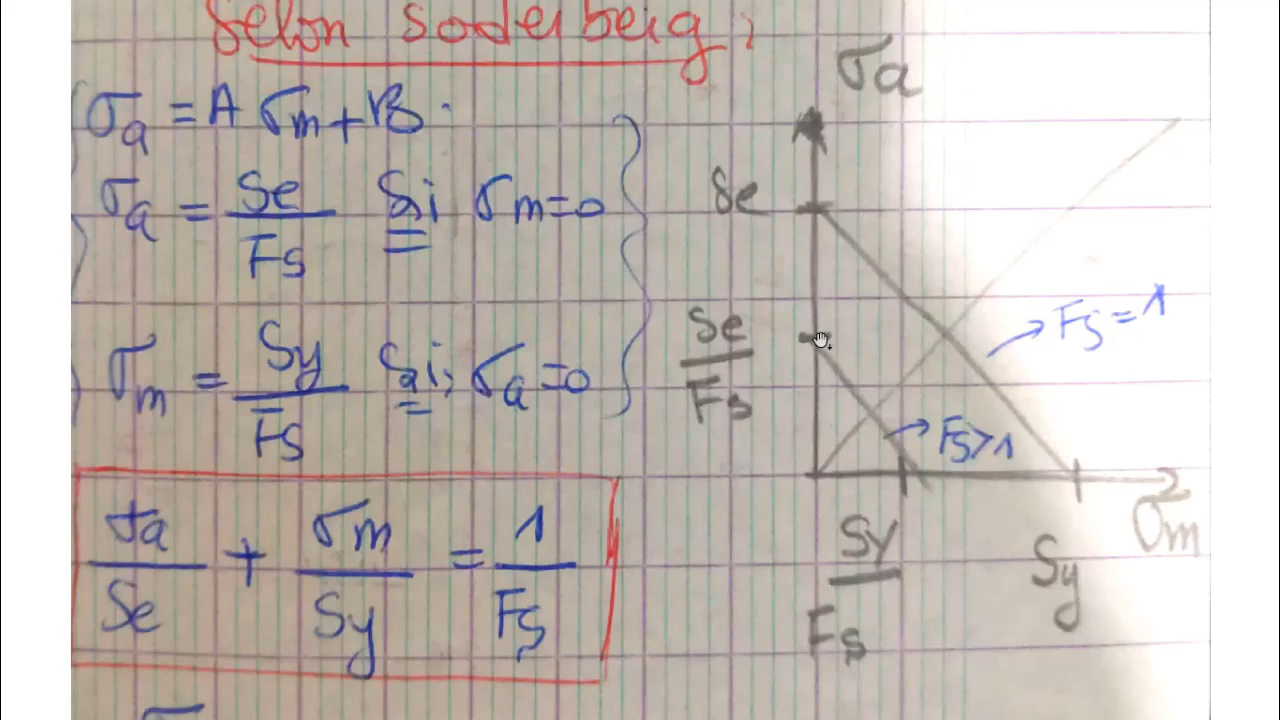 Selon soderberg:
σa = A σm + B.
σa = Se/Fs Si σm=0
σm = Sy/Fs Si; σa=0
σa/Se + σm/Sy = 1/Fs
σa
Se
Fs=1
Se/Fs
Fs>1
Sy/Fs
Sy
σm